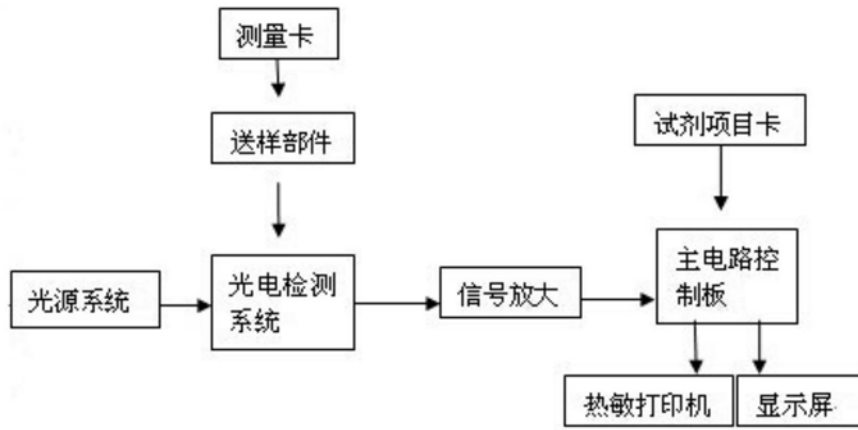 测量卡
送样部件
试剂项目卡
光源系统
光电检测
系统
信号放大
主电路控
制板
热敏打印机
显示屏